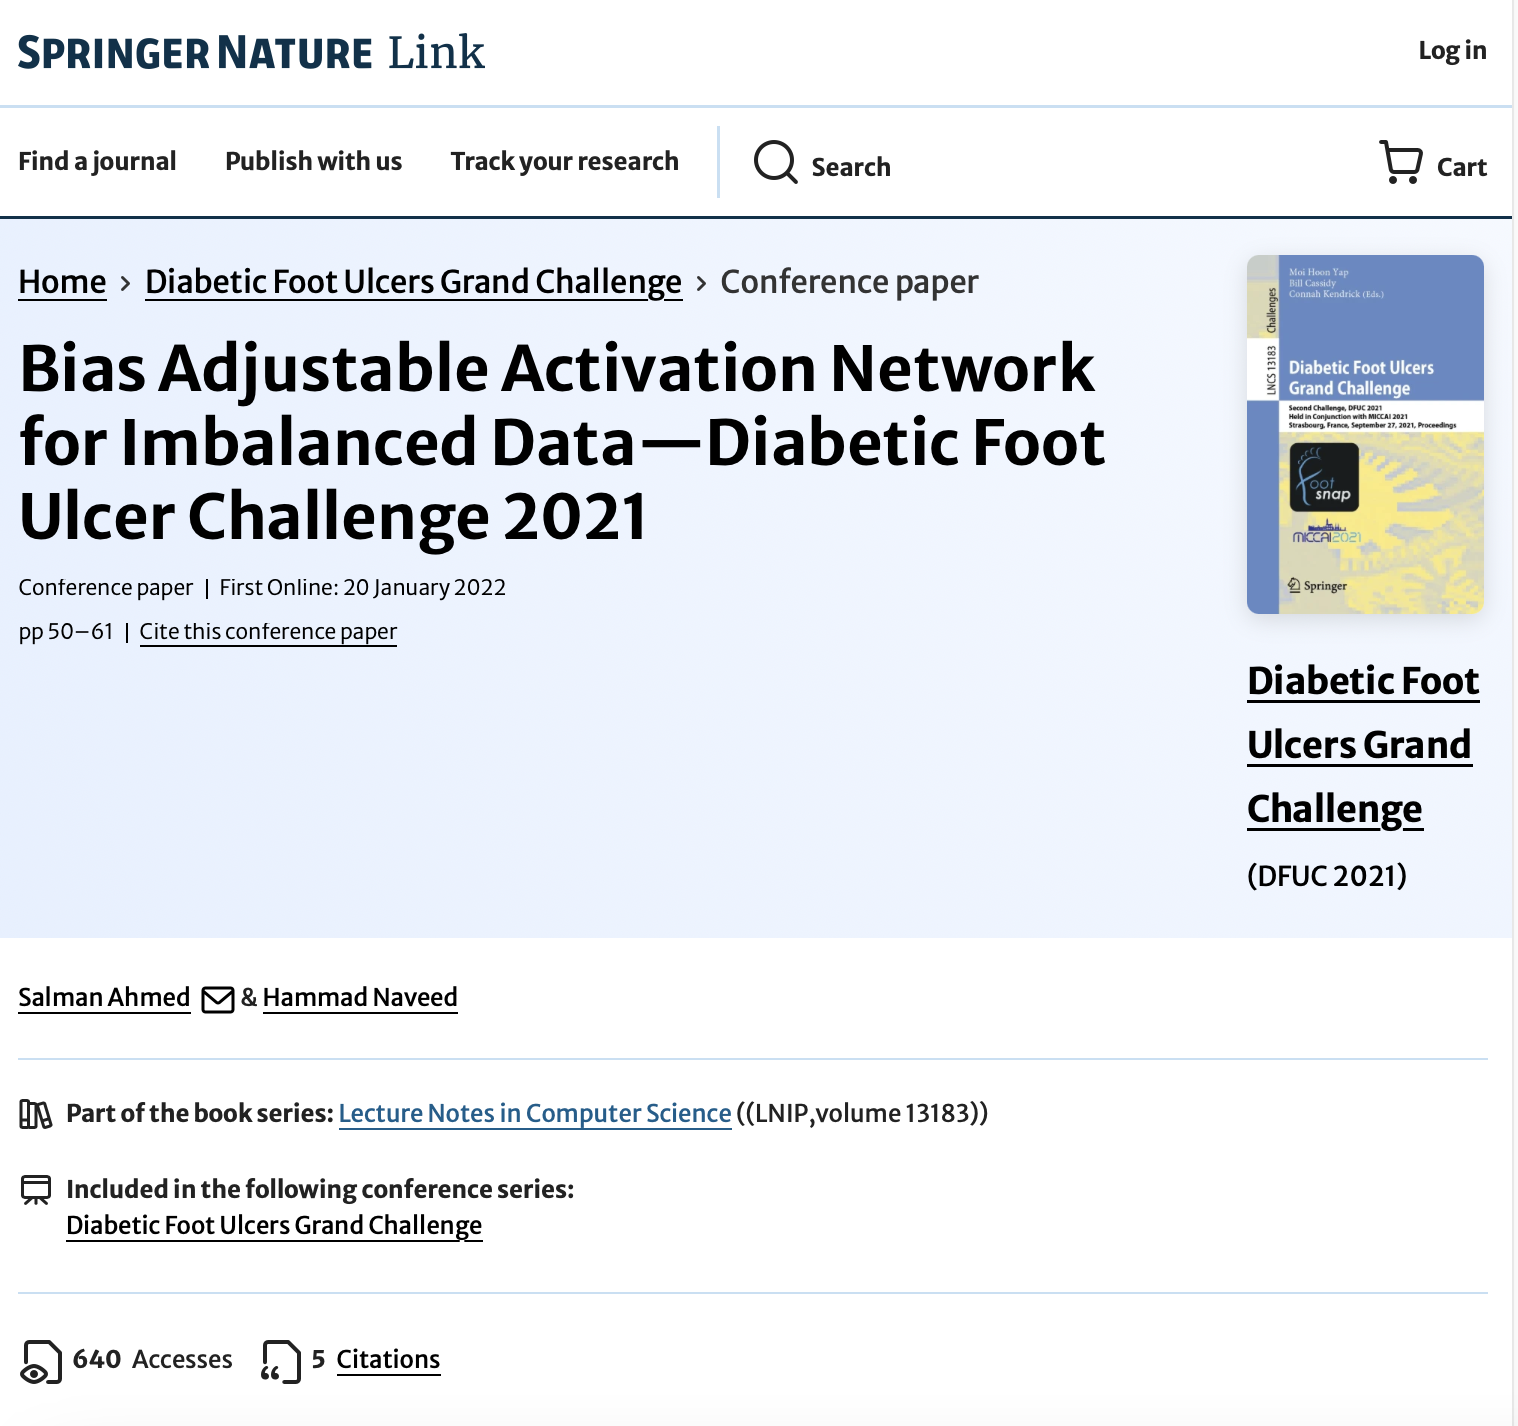 SPRINGER NATURE Link
Log in
Find a journal
Publish with us
Track your research
Search
Cart
Home › Diabetic Foot Ulcers Grand Challenge › Conference paper
Bias Adjustable Activation Network
for Imbalanced Data—Diabetic Foot
Ulcer Challenge 2021
Conference paper | First Online: 20 January 2022
pp 50–61 | Cite this conference paper
Moi Hoon Yap
Bill Cassidy
Connah Kendrick (Eds.)
Challenges
LNCS 13183
Diabetic Foot Ulcers
Grand Challenge
Second Challenge, DFUC 2021
Held in Conjunction with MICCAI 2021
Strasbourg, France, September 27, 2021, Proceedings
Foot
snap
MICCAI2021
Springer
Diabetic Foot
Ulcers Grand
Challenge
(DFUC 2021)
Salman Ahmed & Hammad Naveed
Part of the book series: Lecture Notes in Computer Science ((LNIP,volume 13183))
Included in the following conference series:
Diabetic Foot Ulcers Grand Challenge
640 Accesses
5 Citations